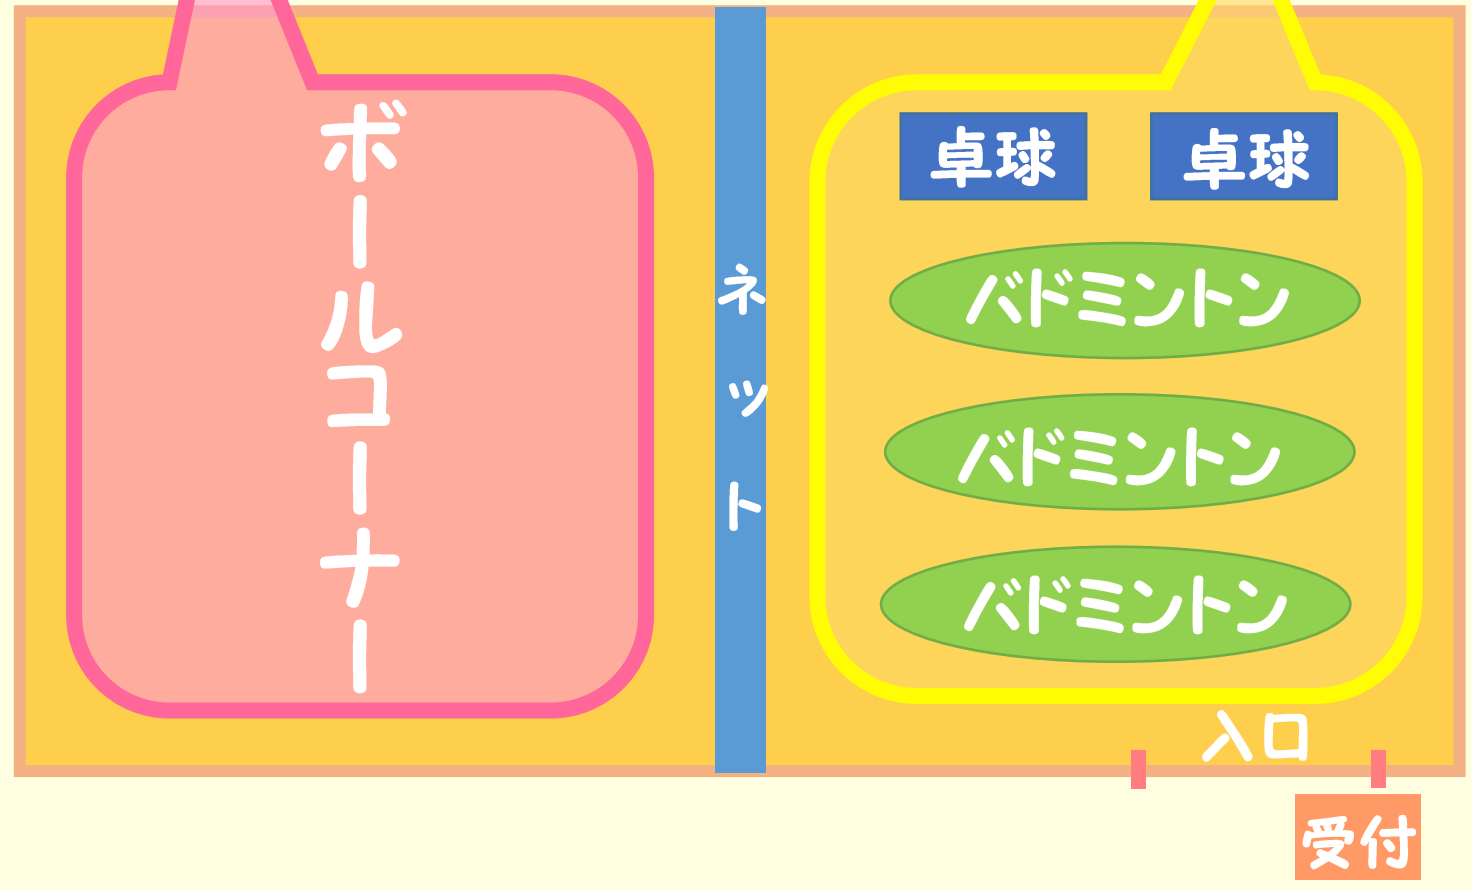 ボールコーナー
ネット
卓球
卓球
バドミントン
バドミントン
バドミントン
入口
受付